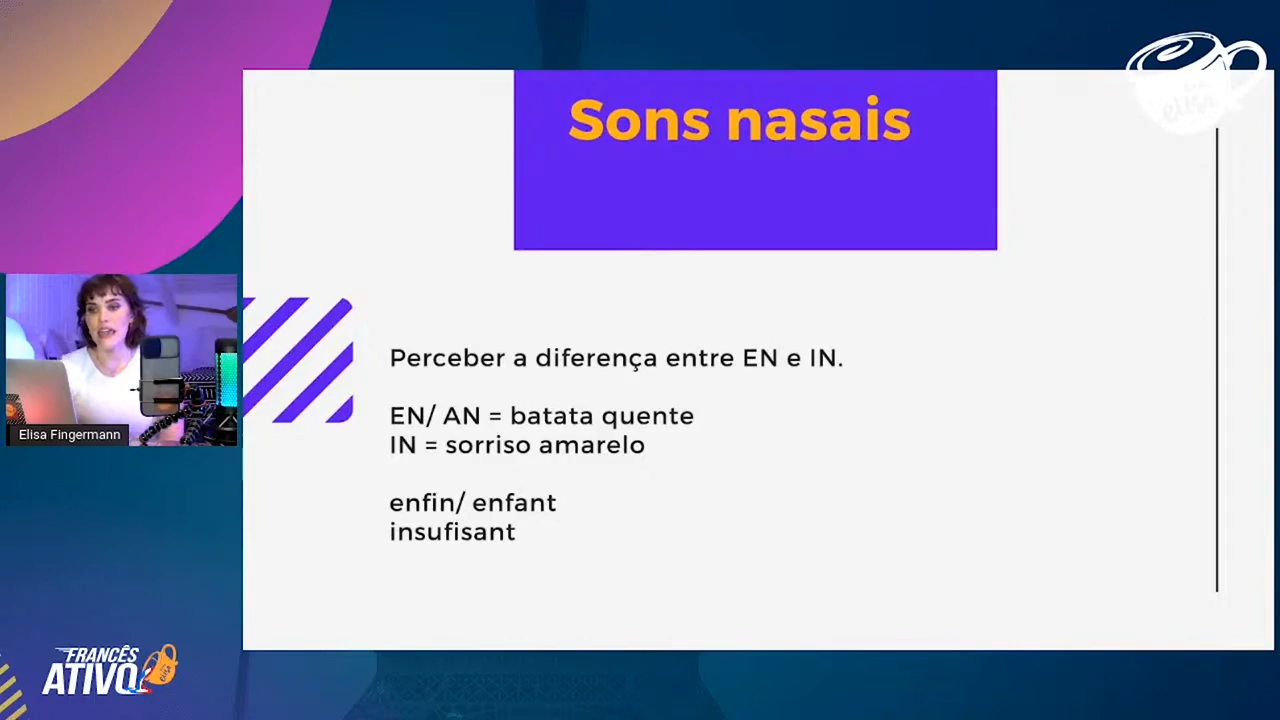 Sons nasais
Perceber a diferença entre EN e IN.
EN/ AN = batata quente
IN = sorriso amarelo
enfin/ enfant
insufisant
Elisa Fingermann
FRANCÊS
ATIVO
elisa